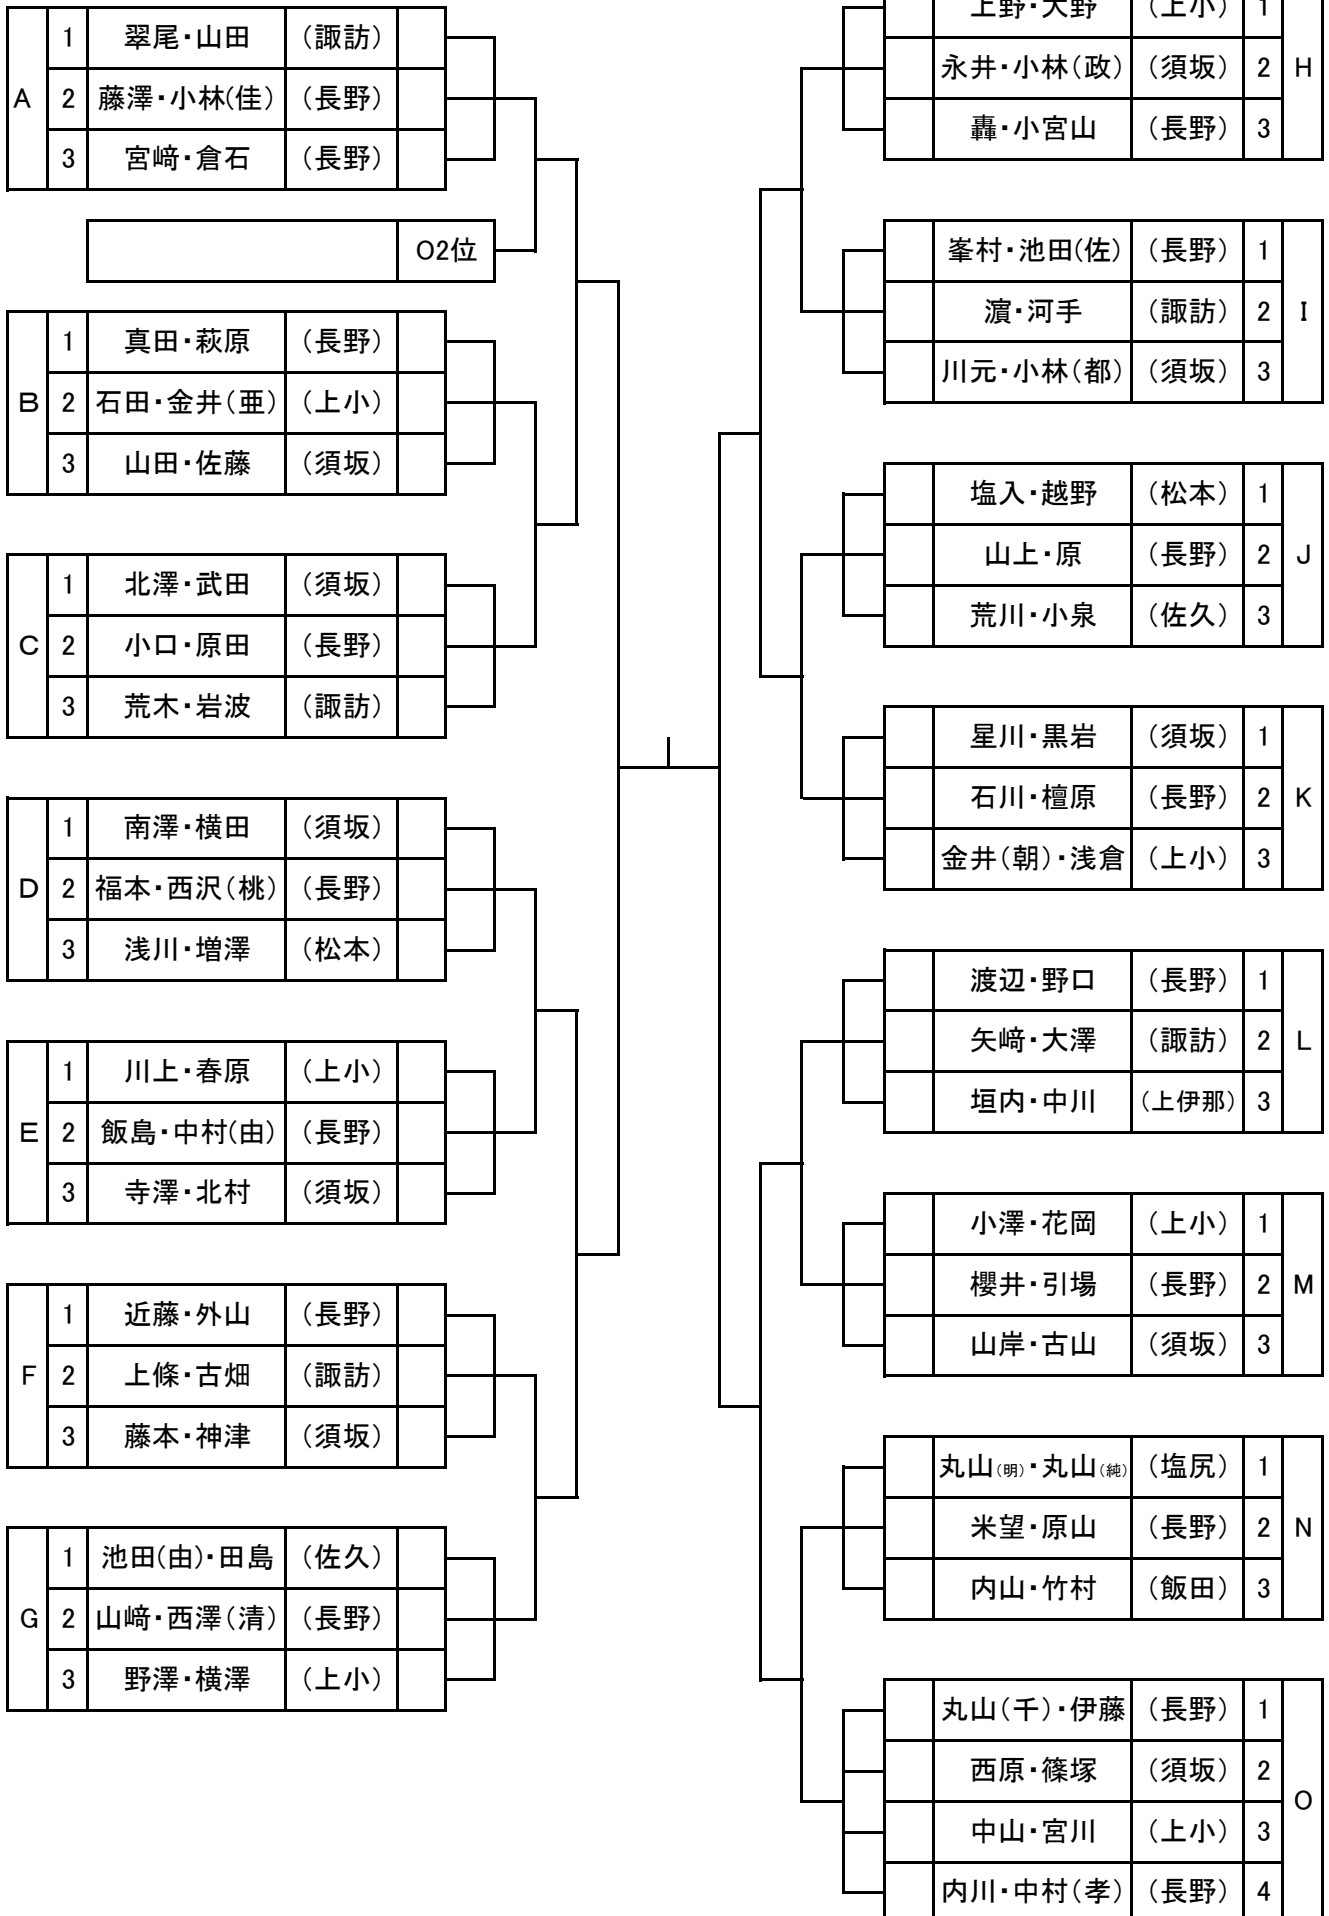 A
1 翠尾・山田 (諏訪)
2 藤澤・小林(佳) (長野)
3 宮﨑・倉石 (長野)
O2位
B
1 真田・萩原 (長野)
2 石田・金井(亜) (上小)
3 山田・佐藤 (須坂)
C
1 北澤・武田 (須坂)
2 小口・原田 (長野)
3 荒木・岩波 (諏訪)
D
1 南澤・横田 (須坂)
2 福本・西沢(桃) (長野)
3 浅川・増澤 (松本)
E
1 川上・春原 (上小)
2 飯島・中村(由) (長野)
3 寺澤・北村 (須坂)
F
1 近藤・外山 (長野)
2 上條・古畑 (諏訪)
3 藤本・神津 (須坂)
G
1 池田(由)・田島 (佐久)
2 山﨑・西澤(清) (長野)
3 野澤・横澤 (上小)
上野・大野 (上小) 1
永井・小林(政) (須坂) 2
轟・小宮山 (長野) 3
H
峯村・池田(佐) (長野) 1
濵・河手 (諏訪) 2
川元・小林(都) (須坂) 3
I
塩入・越野 (松本) 1
山上・原 (長野) 2
荒川・小泉 (佐久) 3
J
星川・黒岩 (須坂) 1
石川・檀原 (長野) 2
金井(朝)・浅倉 (上小) 3
K
渡辺・野口 (長野) 1
矢﨑・大澤 (諏訪) 2
垣内・中川 (上伊那) 3
L
小澤・花岡 (上小) 1
櫻井・引場 (長野) 2
山岸・古山 (須坂) 3
M
丸山(明)・丸山(純) (塩尻) 1
米望・原山 (長野) 2
内山・竹村 (飯田) 3
N
丸山(千)・伊藤 (長野) 1
西原・篠塚 (須坂) 2
中山・宮川 (上小) 3
内川・中村(孝) (長野) 4
O